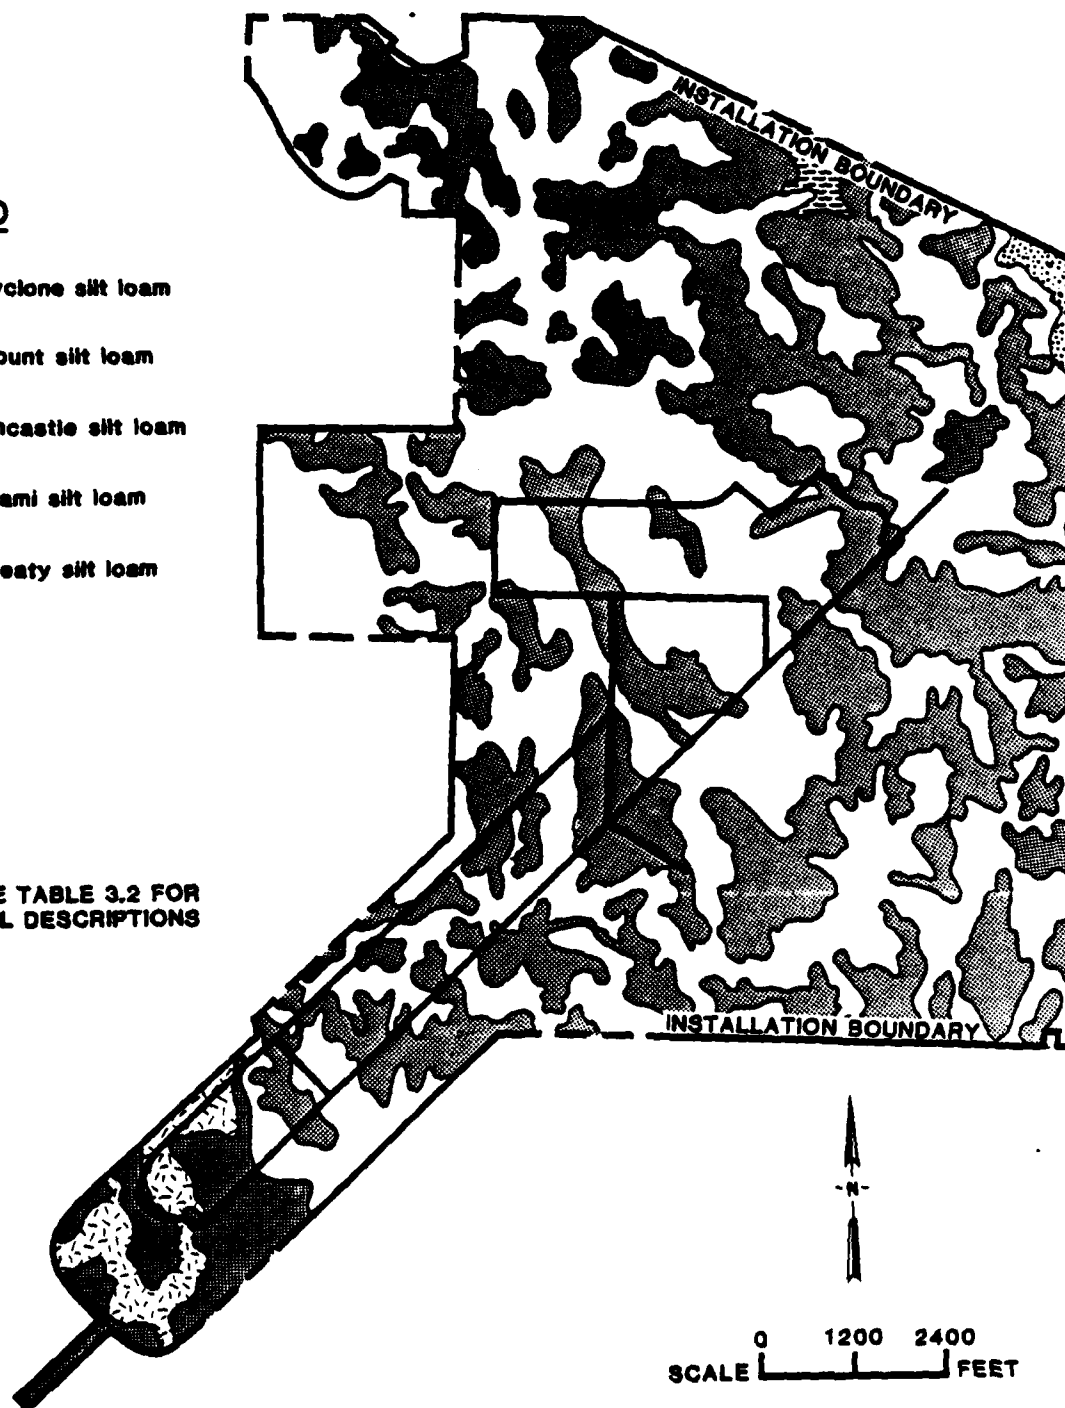 D
yclone silt loam
ount silt loam
ncastle silt loam
ami silt loam
eaty silt loam
E TABLE 3.2 FOR
L DESCRIPTIONS
INSTALLATION BOUNDARY
INSTALLATION BOUNDARY
-N-
0 1200 2400
SCALE FEET